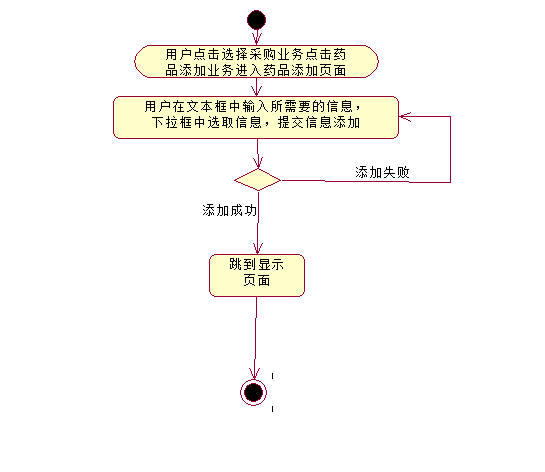 用户点击选择采购业务点击药
品添加业务进入药品添加页面
用户在文本框中输入所需要的信息，
下拉框中选取信息，提交信息添加
添加失败
添加成功
跳到显示
页面